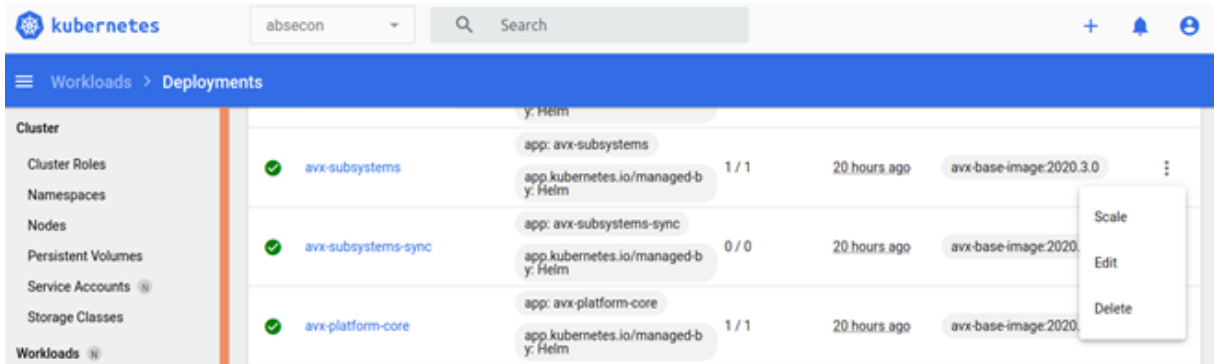 kubernetes absecon Search
Workloads > Deployments
Cluster
Cluster Roles
Namespaces
Nodes
Persistent Volumes
Service Accounts N
Storage Classes
Workloads N
y: Helm
avx-subsystems
app: avx-subsystems
app.kubernetes.io/managed-b
y: Helm
1 / 1
20 hours ago
avx-base-image:2020.3.0
avx-subsystems-sync
app: avx-subsystems-sync
app.kubernetes.io/managed-b
y: Helm
0 / 0
20 hours ago
avx-base-image:2020.
avx-platform-core
app: avx-platform-core
app.kubernetes.io/managed-b
y: Helm
1 / 1
20 hours ago
avx-base-image:2020.
Scale
Edit
Delete